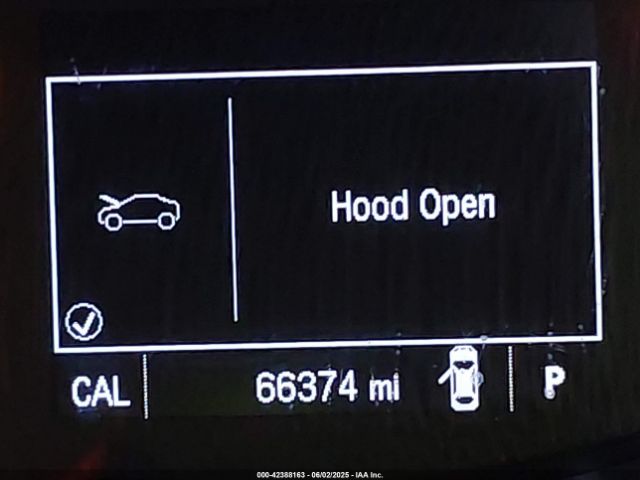 Hood Open
CAL
66374 mi
P
000-42388163 - 06/02/2025 - IAA Inc.